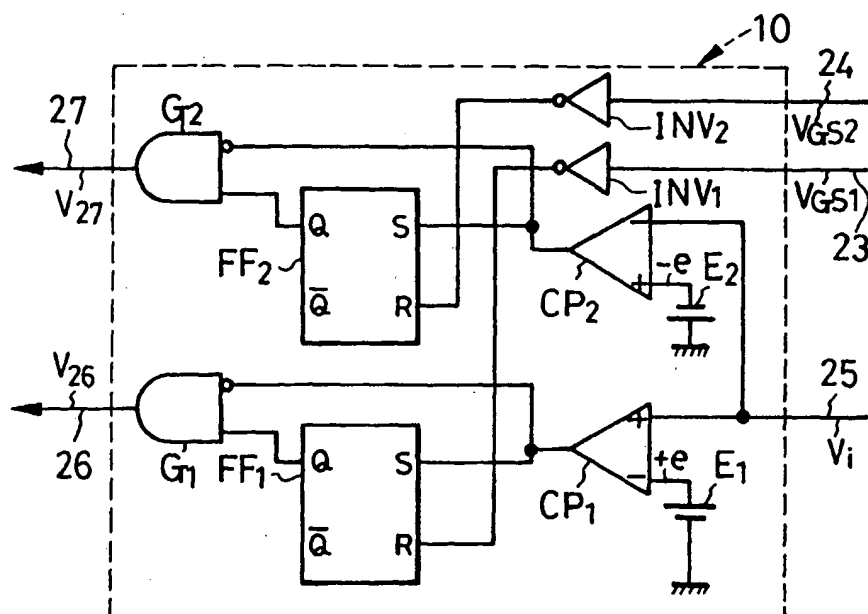 10
24
27
G2
INV2
VGS2
V27
INV1
VGS1
23
Q
S
FF2
CP2
-e
E2
Q̅
R
+
−
V26
25
26
G1
FF1
Q
S
CP1
+
−
+e
E1
Vi
Q̅
R